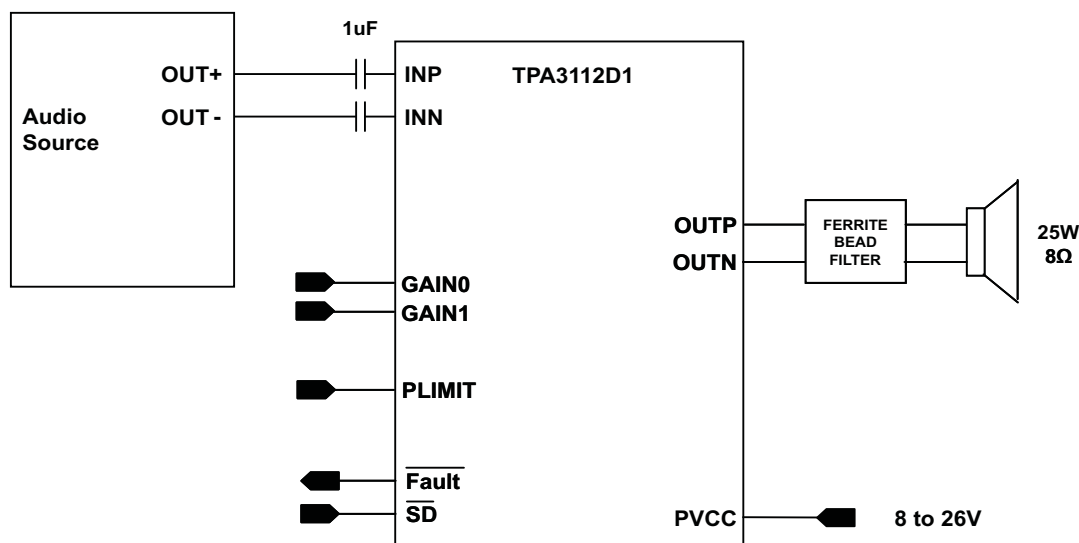 1uF
OUT+
INP
TPA3112D1
Audio
Source
OUT -
INN
OUTP
OUTN
FERRITE
BEAD
FILTER
25W
8Ω
GAIN0
GAIN1
PLIMIT
Fault
SD
PVCC
8 to 26V